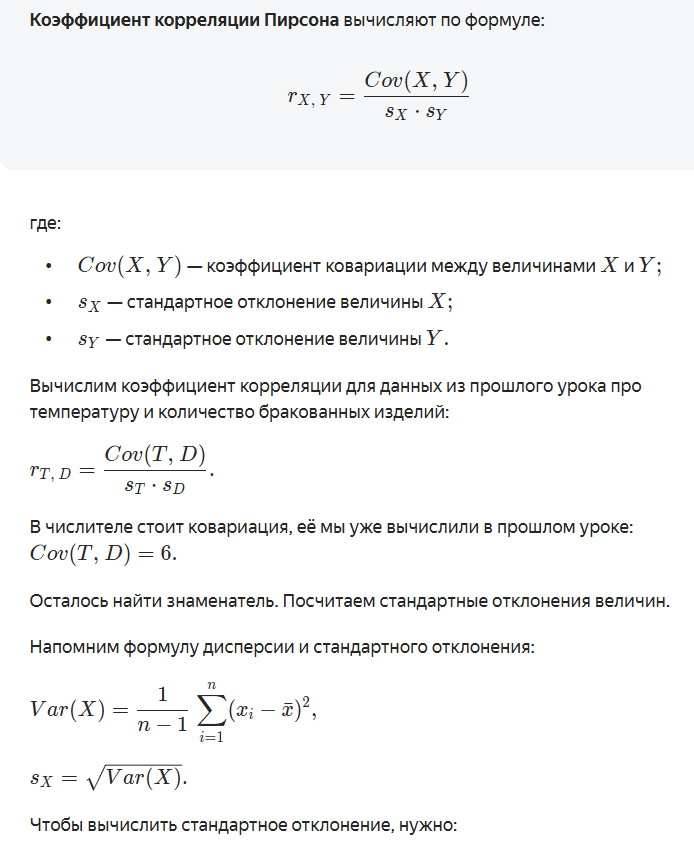 Коэффициент корреляции Пирсона вычисляют по формуле:
r_{X, Y} = \frac{Cov(X, Y)}{s_X \cdot s_Y}
где:
• Cov(X, Y) — коэффициент ковариации между величинами X и Y;
• s_X — стандартное отклонение величины X;
• s_Y — стандартное отклонение величины Y.
Вычислим коэффициент корреляции для данных из прошлого урока про
температуру и количество бракованных изделий:
r_{T, D} = \frac{Cov(T, D)}{s_T \cdot s_D}.
В числителе стоит ковариация, её мы уже вычислили в прошлом уроке:
Cov(T, D) = 6.
Осталось найти знаменатель. Посчитаем стандартные отклонения величин.
Напомним формулу дисперсии и стандартного отклонения:
Var(X) = \frac{1}{n-1} \sum_{i=1}^{n} (x_i - \bar{x})^2,
s_X = \sqrt{Var(X)}.
Чтобы вычислить стандартное отклонение, нужно: